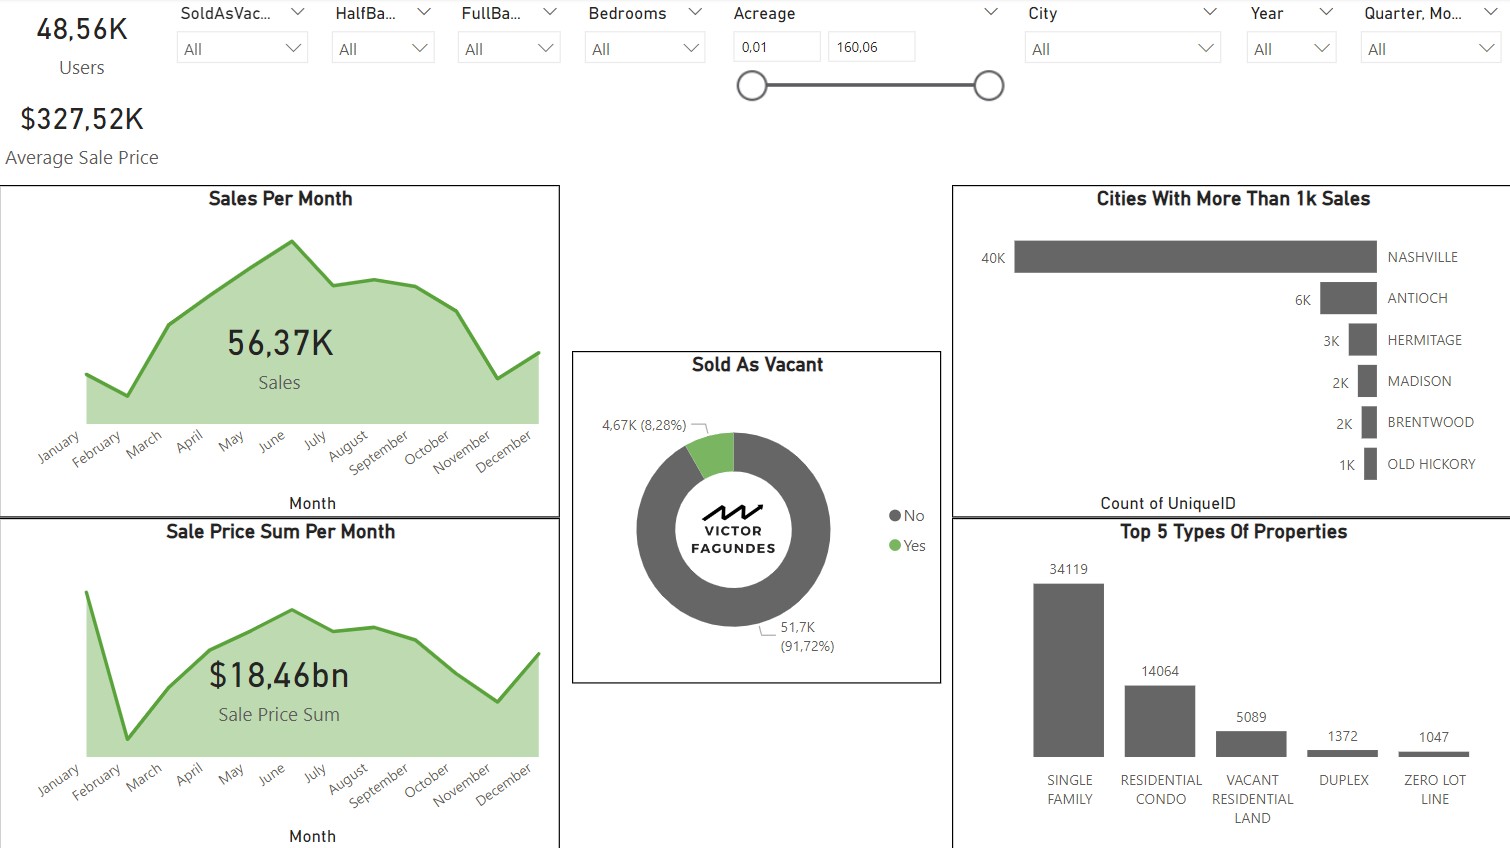 48,56K
Users
$327,52K
Average Sale Price
SoldAsVac...
All
HalfBa...
All
FullBa...
All
Bedrooms
All
Acreage
0,01
160,06
City
All
Year
All
Quarter, Mo...
All
Sales Per Month
56,37K
Sales
January
February
March
April
May
June
July
August
September
October
November
December
Month
Sale Price Sum Per Month
$18,46bn
Sale Price Sum
January
February
March
April
May
June
July
August
September
October
November
December
Month
Sold As Vacant
4,67K (8,28%)
VICTOR
FAGUNDES
No
Yes
51,7K
(91,72%)
Cities With More Than 1k Sales
40K NASHVILLE
6K ANTIOCH
3K HERMITAGE
2K MADISON
2K BRENTWOOD
1K OLD HICKORY
Count of UniqueID
Top 5 Types Of Properties
34119
14064
5089
1372
1047
SINGLE
FAMILY
RESIDENTIAL
CONDO
VACANT
RESIDENTIAL
LAND
DUPLEX
ZERO LOT
LINE